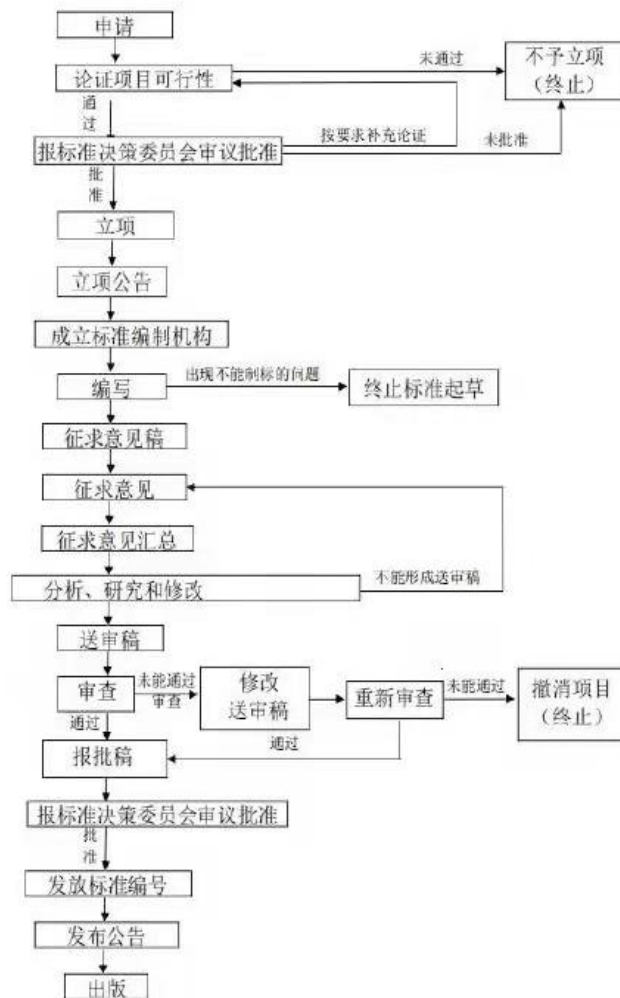 申请
未通过
不予立项
（终止）
论证项目可行性
通过
按要求补充论证
未批准
报标准决策委员会审议批准
批准
立项
立项公告
成立标准编制机构
编写
出现不能制标的问题
终止标准起草
征求意见稿
征求意见
征求意见汇总
分析、研究和修改
不能形成送审稿
送审稿
审查
未能通过
审查
修改
送审稿
重新审查
未能通过
撤消项目
（终止）
通过
通过
报批稿
报标准决策委员会审议批准
批准
发放标准编号
发布公告
出版